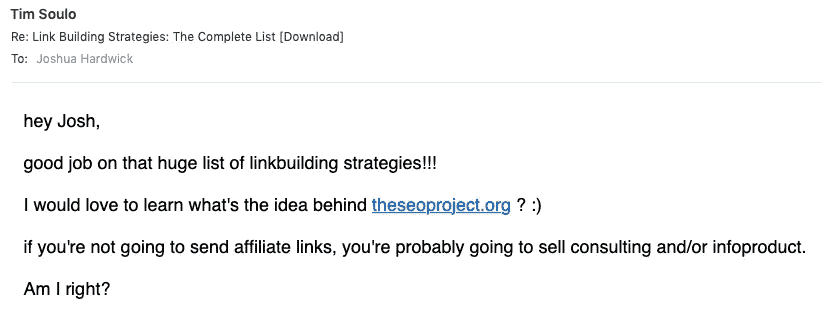 Tim Soulo
Re: Link Building Strategies: The Complete List [Download]
To: Joshua Hardwick
hey Josh,
good job on that huge list of linkbuilding strategies!!!
I would love to learn what's the idea behind theseoproject.org ? :)
if you're not going to send affiliate links, you're probably going to sell consulting and/or infoproduct.
Am I right?